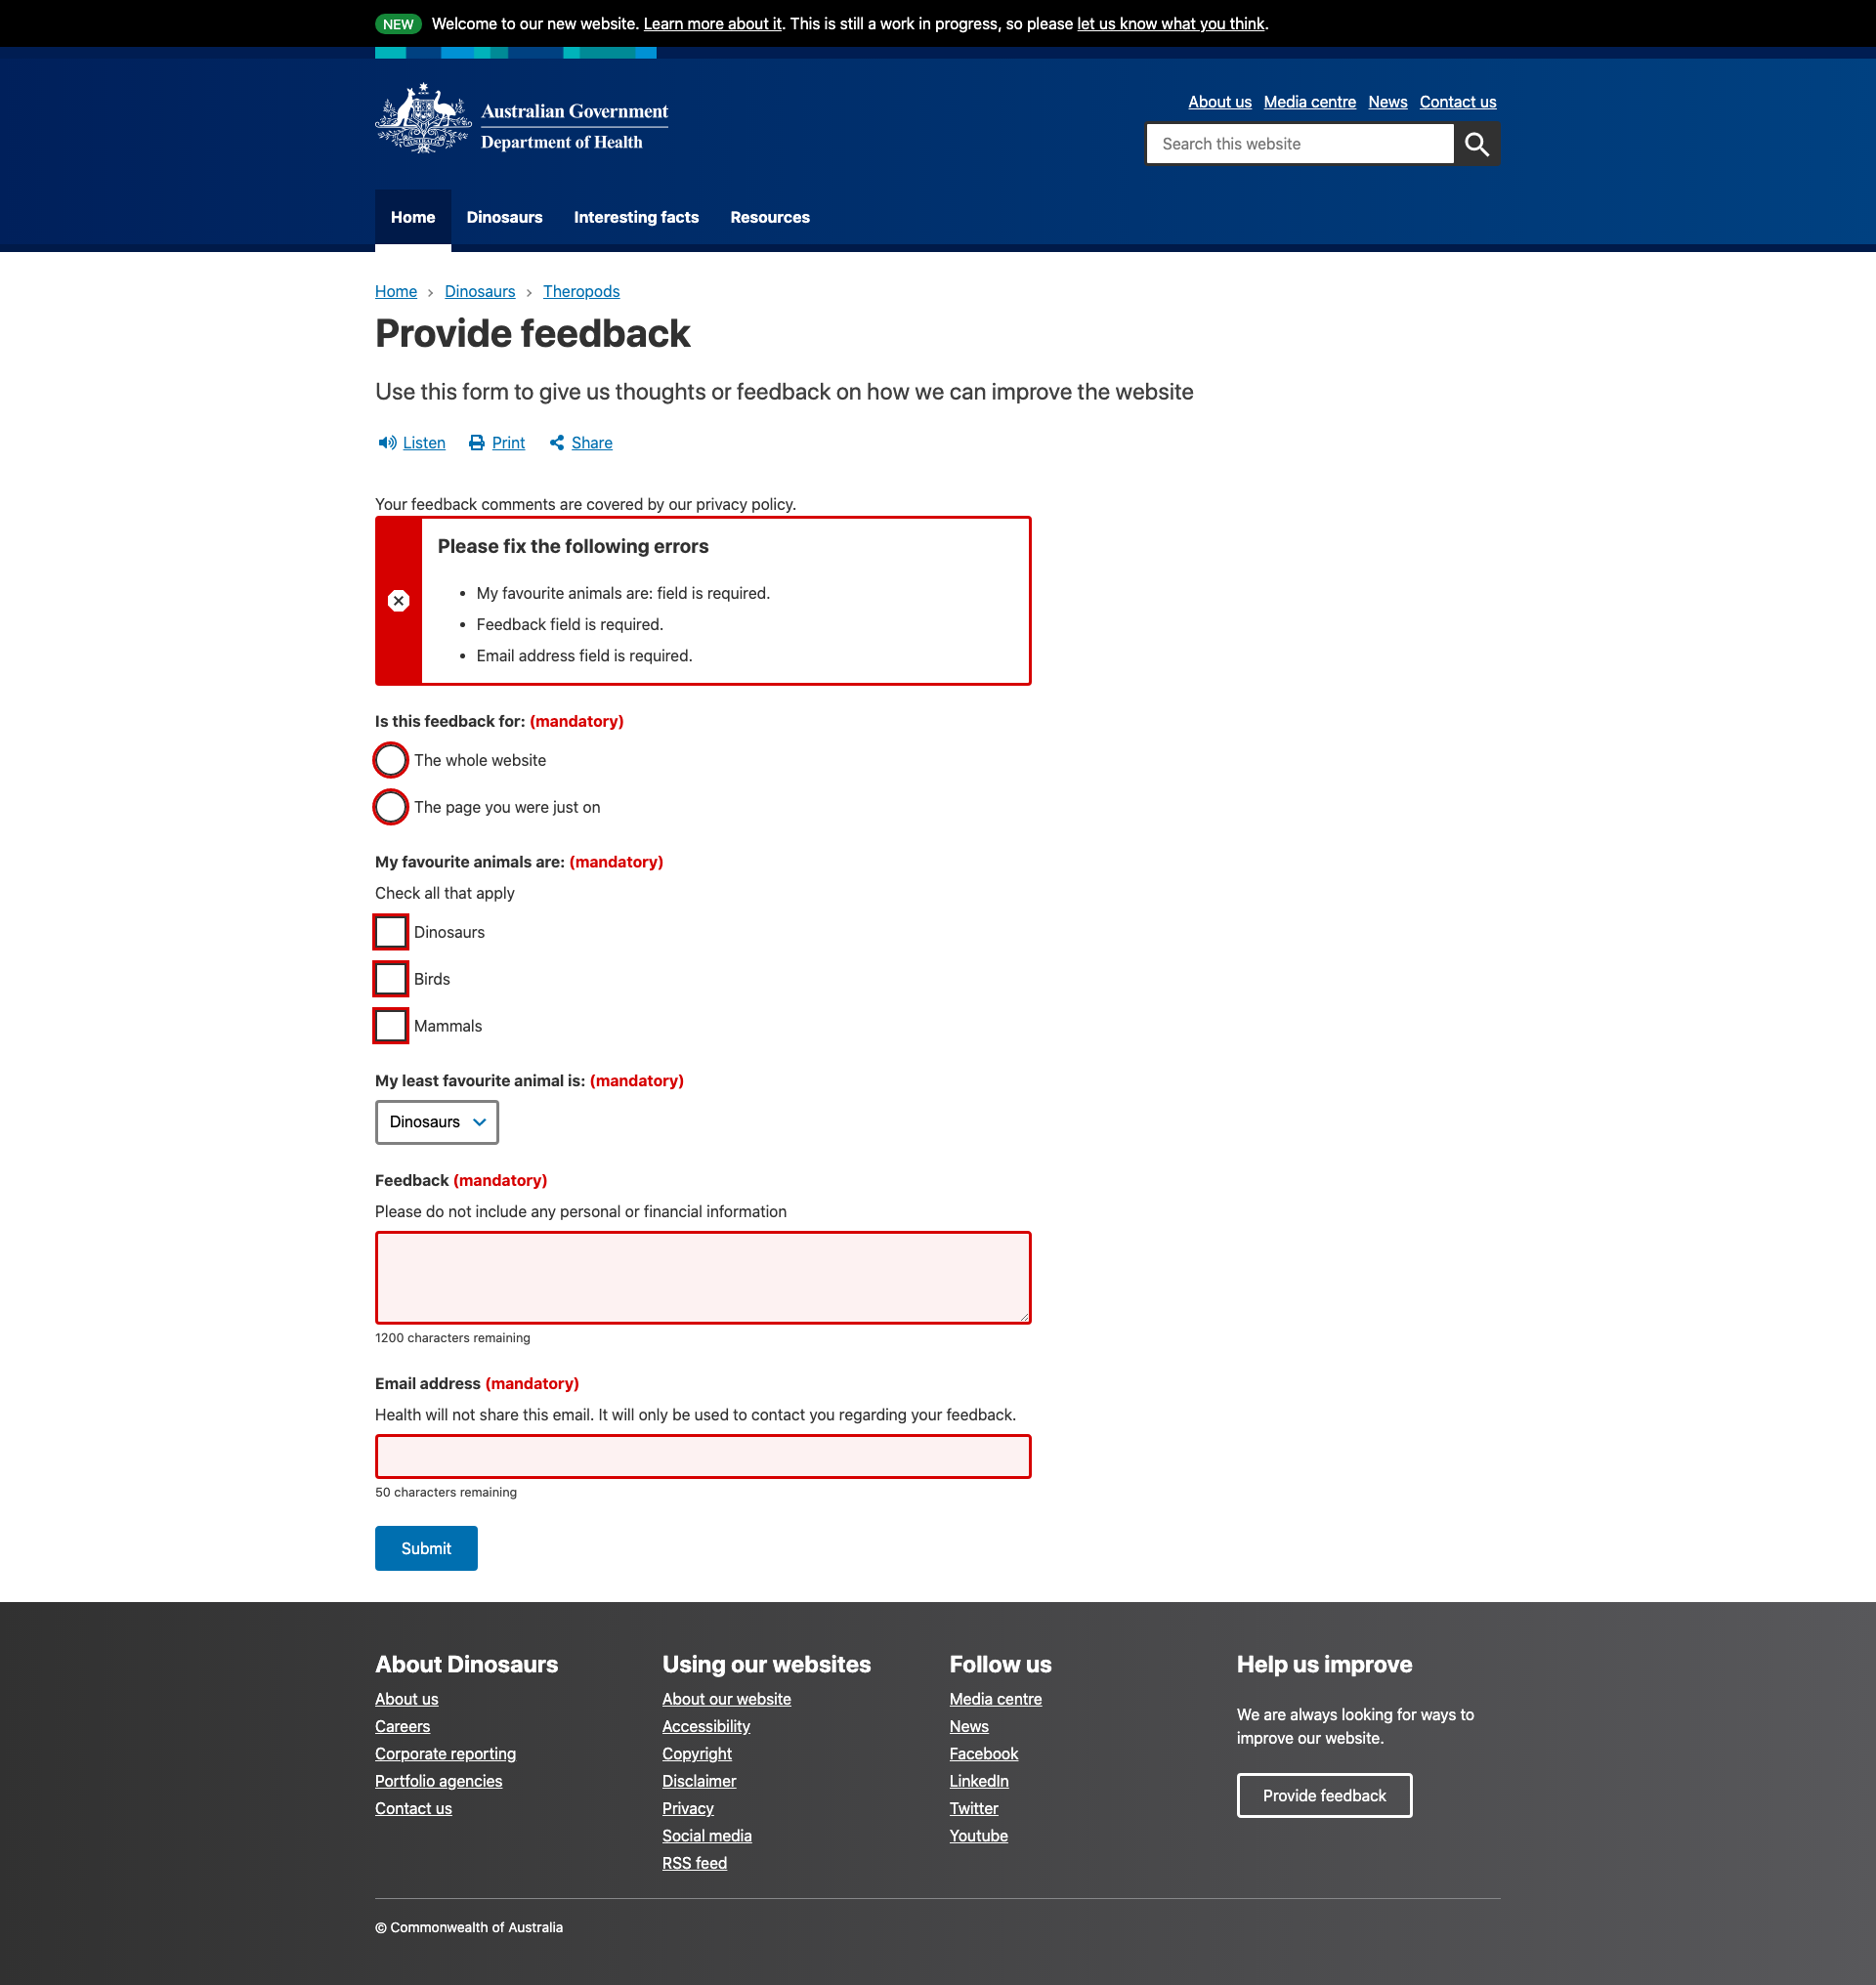 NEW Welcome to our new website. Learn more about it. This is still a work in progress, so please let us know what you think.
Australian Government
Department of Health
About us Media centre News Contact us
Search this website
Home Dinosaurs Interesting facts Resources
Home › Dinosaurs › Theropods
Provide feedback
Use this form to give us thoughts or feedback on how we can improve the website
Listen Print Share
Your feedback comments are covered by our privacy policy.
Please fix the following errors
• My favourite animals are: field is required.
• Feedback field is required.
• Email address field is required.
Is this feedback for: (mandatory)
The whole website
The page you were just on
My favourite animals are: (mandatory)
Check all that apply
Dinosaurs
Birds
Mammals
My least favourite animal is: (mandatory)
Dinosaurs
Feedback (mandatory)
Please do not include any personal or financial information
1200 characters remaining
Email address (mandatory)
Health will not share this email. It will only be used to contact you regarding your feedback.
50 characters remaining
Submit
About Dinosaurs
About us
Careers
Corporate reporting
Portfolio agencies
Contact us
Using our websites
About our website
Accessibility
Copyright
Disclaimer
Privacy
Social media
RSS feed
Follow us
Media centre
News
Facebook
LinkedIn
Twitter
Youtube
Help us improve
We are always looking for ways to
improve our website.
Provide feedback
© Commonwealth of Australia